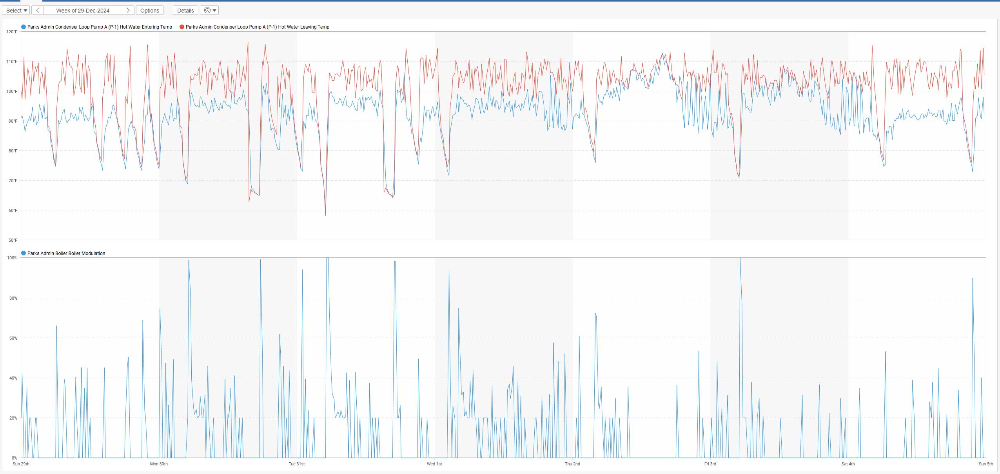 Select
Week of 29-Dec-2024
Options
Details
Parks Admin Condenser Loop Pump A (P-1) Hot Water Entering Temp
Parks Admin Condenser Loop Pump A (P-1) Hot Water Leaving Temp
120°F
110°F
100°F
90°F
80°F
70°F
60°F
50°F
Parks Admin Boiler Boiler Modulation
100%
80%
60%
40%
20%
0%
Sun 29th
Mon 30th
Tue 31st
Wed 1st
Thu 2nd
Fri 3rd
Sat 4th
Sun 5th